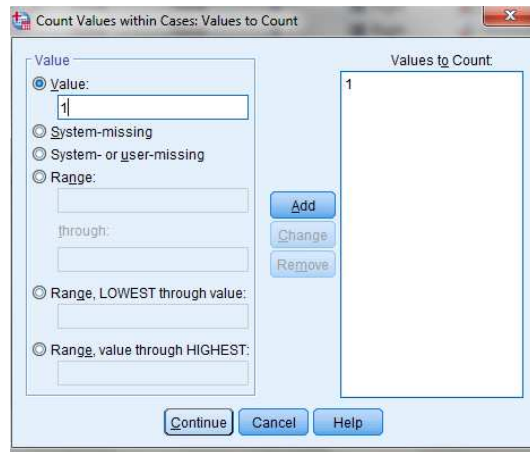 Count Values within Cases: Values to Count
Value
Value:
1
System-missing
System- or user-missing
Range:
through:
Range, LOWEST through value:
Range, value through HIGHEST:
Add
Change
Remove
Values to Count:
1
Continue
Cancel
Help